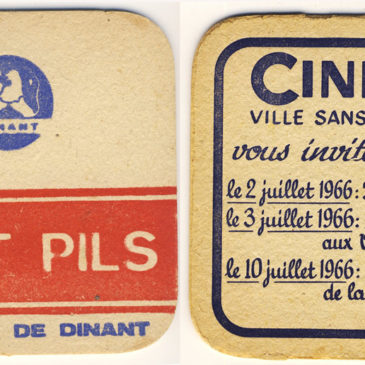 NANT
T PILS
DE DINANT
CIN
VILLE SANS
vous invit
le 2 juillet 1966:
le 3 juillet 1966:
aux
le 10 juillet 1966:
de la